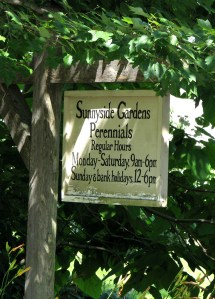 Sunnyside Gardens
Perennials
Regular Hours
Monday-Saturday: 9am-6pm
Sunday & bank holidays: 12-6pm